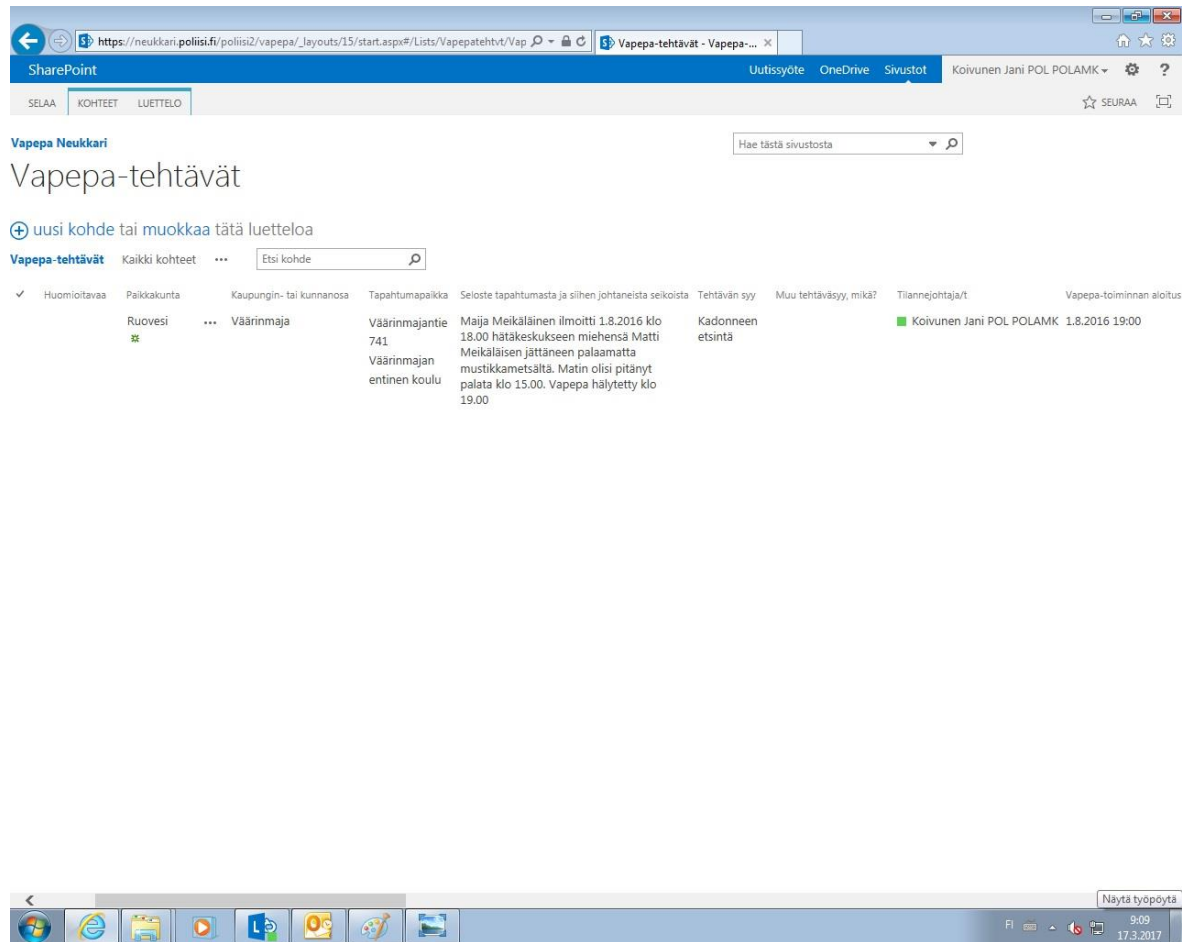 https://neukkari.poliisi.fi/poliisi2/vapepa/_layouts/15/start.aspx#/Lists/Vapepatehtvt/Vap
Vapepa-tehtävät - Vapepa-...
SharePoint
Uutissyöte OneDrive Sivustot Koivunen Jani POL POLAMK ?
SELAA KOHTEET LUETTELO
SEURAA
Vapepa Neukkari
Hae tästä sivustosta
Vapepa-tehtävät
uusi kohde tai muokkaa tätä luetteloa
Vapepa-tehtävät Kaikki kohteet ... Etsi kohde
Huomioitavaa Paikkakunta Kaupungin- tai kunnanosa Tapahtumapaikka Seloste tapahtumasta ja siihen johtaneista seikoista Tehtävän syy Muu tehtäväsyy, mikä? Tilannejohtaja/t Vapepa-toiminnan aloitus
Ruovesi ... Väärinmaja
Väärinmajantie
741
Väärinmajan
entinen koulu
Maija Meikäläinen ilmoitti 1.8.2016 klo
18.00 hätäkeskukseen miehensä Matti
Meikäläisen jättäneen palaamatta
mustikkametsältä. Matin olisi pitänyt
palata klo 15.00. Vapepa hälytetty klo
19.00
Kadonneen
etsintä
Koivunen Jani POL POLAMK 1.8.2016 19:00
Näytä työpöytä
FI 9:09
17.3.2017